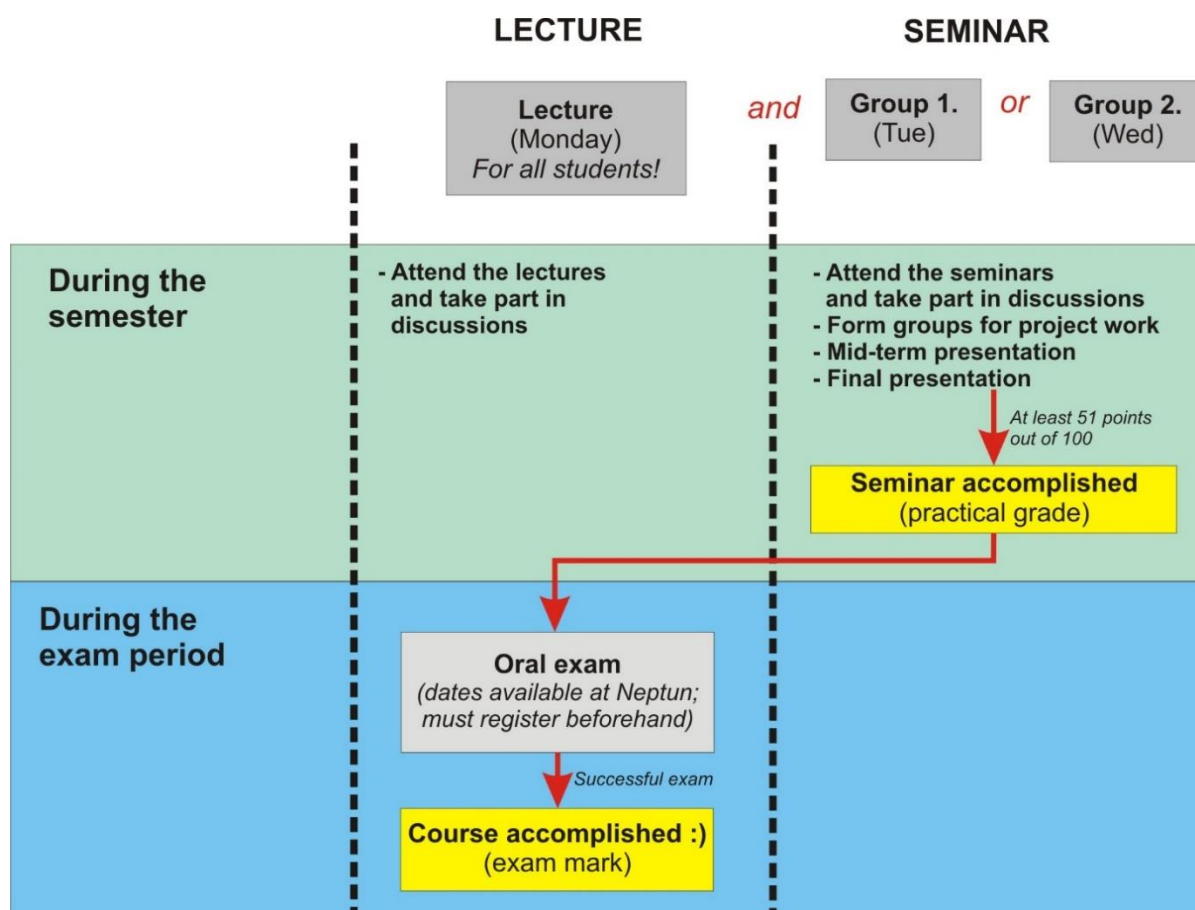 LECTURE
SEMINAR
Lecture
(Monday)
For all students!
and
Group 1.
(Tue)
or
Group 2.
(Wed)
During the
semester
- Attend the lectures
and take part in
discussions
- Attend the seminars
and take part in discussions
- Form groups for project work
- Mid-term presentation
- Final presentation
At least 51 points
out of 100
Seminar accomplished
(practical grade)
During the
exam period
Oral exam
(dates available at Neptun;
must register beforehand)
Successful exam
Course accomplished :)
(exam mark)